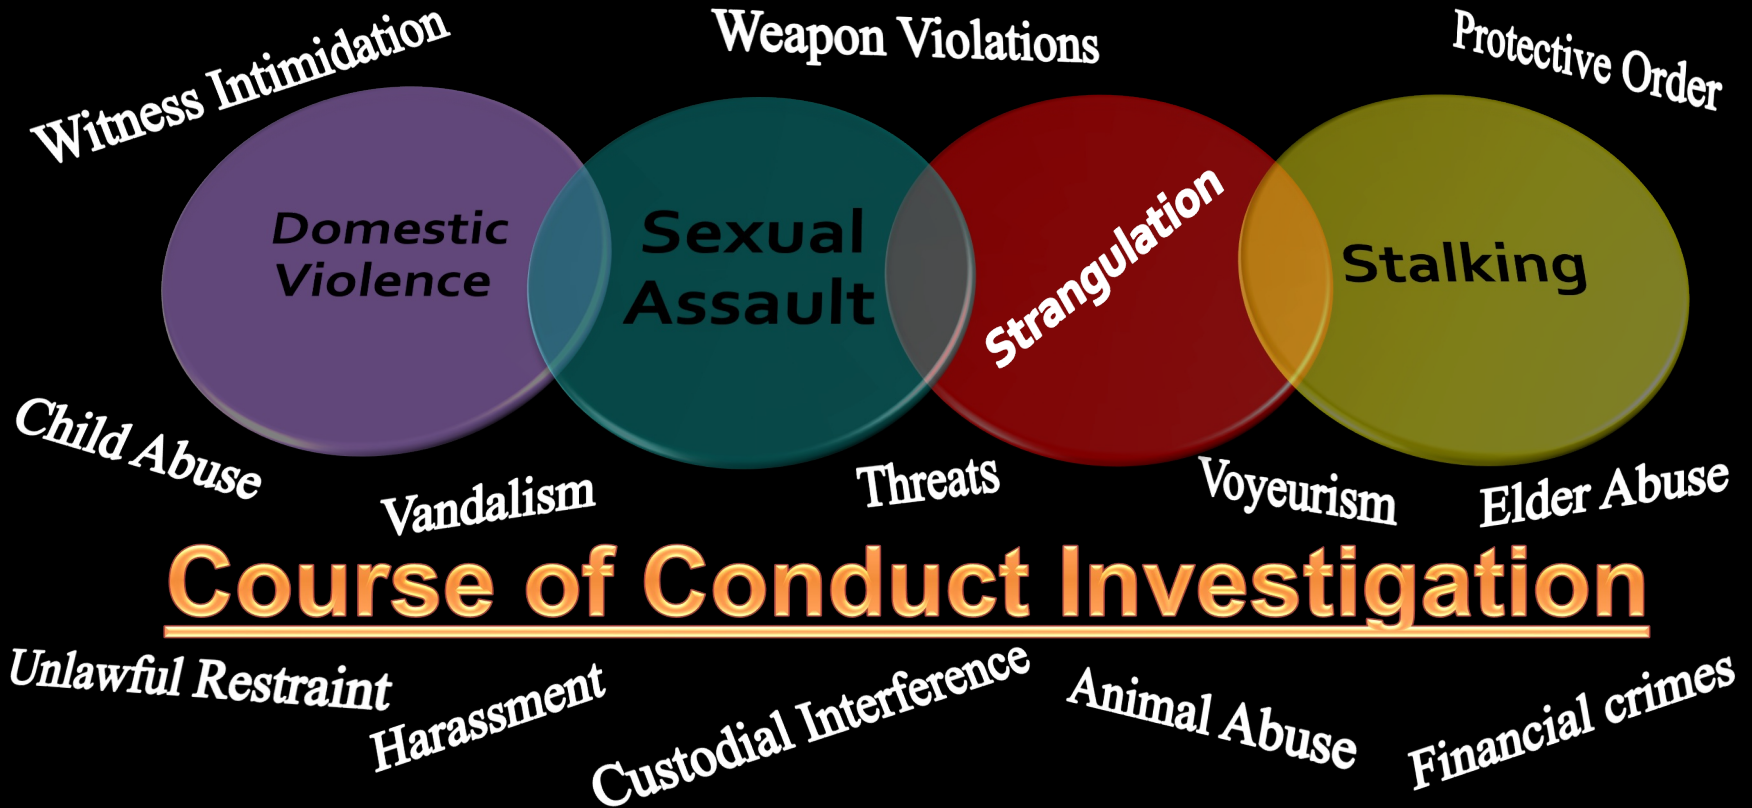 Witness Intimidation
Weapon Violations
Protective Order
Domestic
Violence
Sexual
Assault
Strangulation
Stalking
Child Abuse
Vandalism
Threats
Voyeurism
Elder Abuse
Course of Conduct Investigation
Unlawful Restraint
Harassment
Custodial Interference
Animal Abuse
Financial crimes